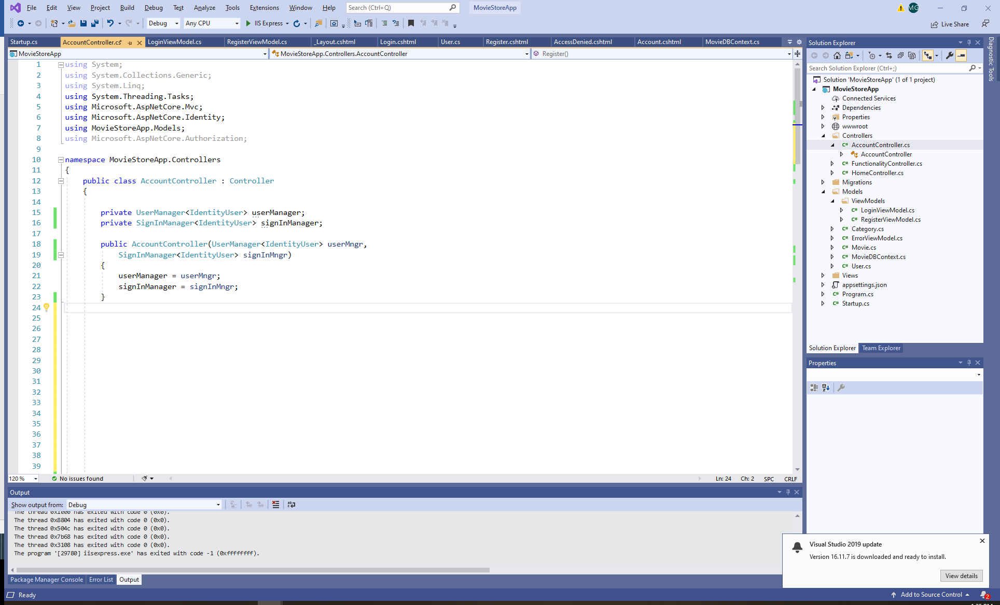 File Edit View Project Build Debug Test Analyze Tools Extensions Window Help Search (Ctrl+Q) MovieStoreApp MG
Debug Any CPU IIS Express Live Share
Startup.cs AccountController.cs* LoginViewModel.cs RegisterViewModel.cs _Layout.cshtml Login.cshtml User.cs Register.cshtml AccessDenied.cshtml Account.cshtml MovieDBContext.cs
MovieStoreApp MovieStoreApp.Controllers.AccountController Register()
1 using System;
2 using System.Collections.Generic;
3 using System.Linq;
4 using System.Threading.Tasks;
5 using Microsoft.AspNetCore.Mvc;
6 using Microsoft.AspNetCore.Identity;
7 using MovieStoreApp.Models;
8 using Microsoft.AspNetCore.Authorization;
9
10 namespace MovieStoreApp.Controllers
11 {
12 public class AccountController : Controller
13 {
14
15 private UserManager<IdentityUser> userManager;
16 private SignInManager<IdentityUser> signInManager;
17
18 public AccountController(UserManager<IdentityUser> userMngr,
19 SignInManager<IdentityUser> signInMngr)
20 {
21 userManager = userMngr;
22 signInManager = signInMngr;
23 }
24
25
26
27
28
29
30
31
32
33
34
35
36
37
38
39
120 % No issues found Ln: 24 Ch: 2 SPC CRLF
Output
Show output from: Debug
The thread 0x1ee0 has exited with code 0 (0x0).
The thread 0x8804 has exited with code 0 (0x0).
The thread 0x504c has exited with code 0 (0x0).
The thread 0x7b68 has exited with code 0 (0x0).
The thread 0x3108 has exited with code 0 (0x0).
The program '[29780] iisexpress.exe' has exited with code -1 (0xffffffff).
Package Manager Console Error List Output
Ready
Solution Explorer
Search Solution Explorer (Ctrl+;)
Solution 'MovieStoreApp' (1 of 1 project)
MovieStoreApp
Connected Services
Dependencies
Properties
wwwroot
Controllers
C# AccountController.cs
AccountController
C# FunctionalityController.cs
C# HomeController.cs
Migrations
Models
ViewModels
C# LoginViewModel.cs
C# RegisterViewModel.cs
C# Category.cs
C# ErrorViewModel.cs
C# Movie.cs
C# MovieDBContext.cs
C# User.cs
Views
appsettings.json
C# Program.cs
C# Startup.cs
Solution Explorer Team Explorer
Properties
Diagnostic Tools
Visual Studio 2019 update
Version 16.11.7 is downloaded and ready to install.
View details
Add to Source Control 2